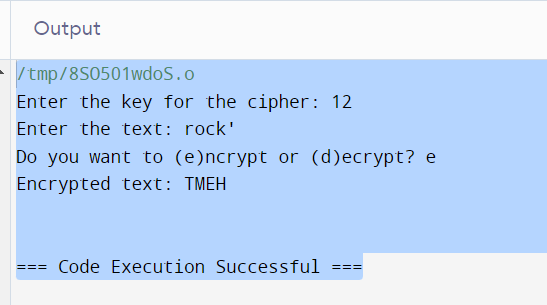 Output
/tmp/8SO501wdoS.o
Enter the key for the cipher: 12
Enter the text: rock'
Do you want to (e)ncrypt or (d)ecrypt? e
Encrypted text: TMEH
=== Code Execution Successful ===